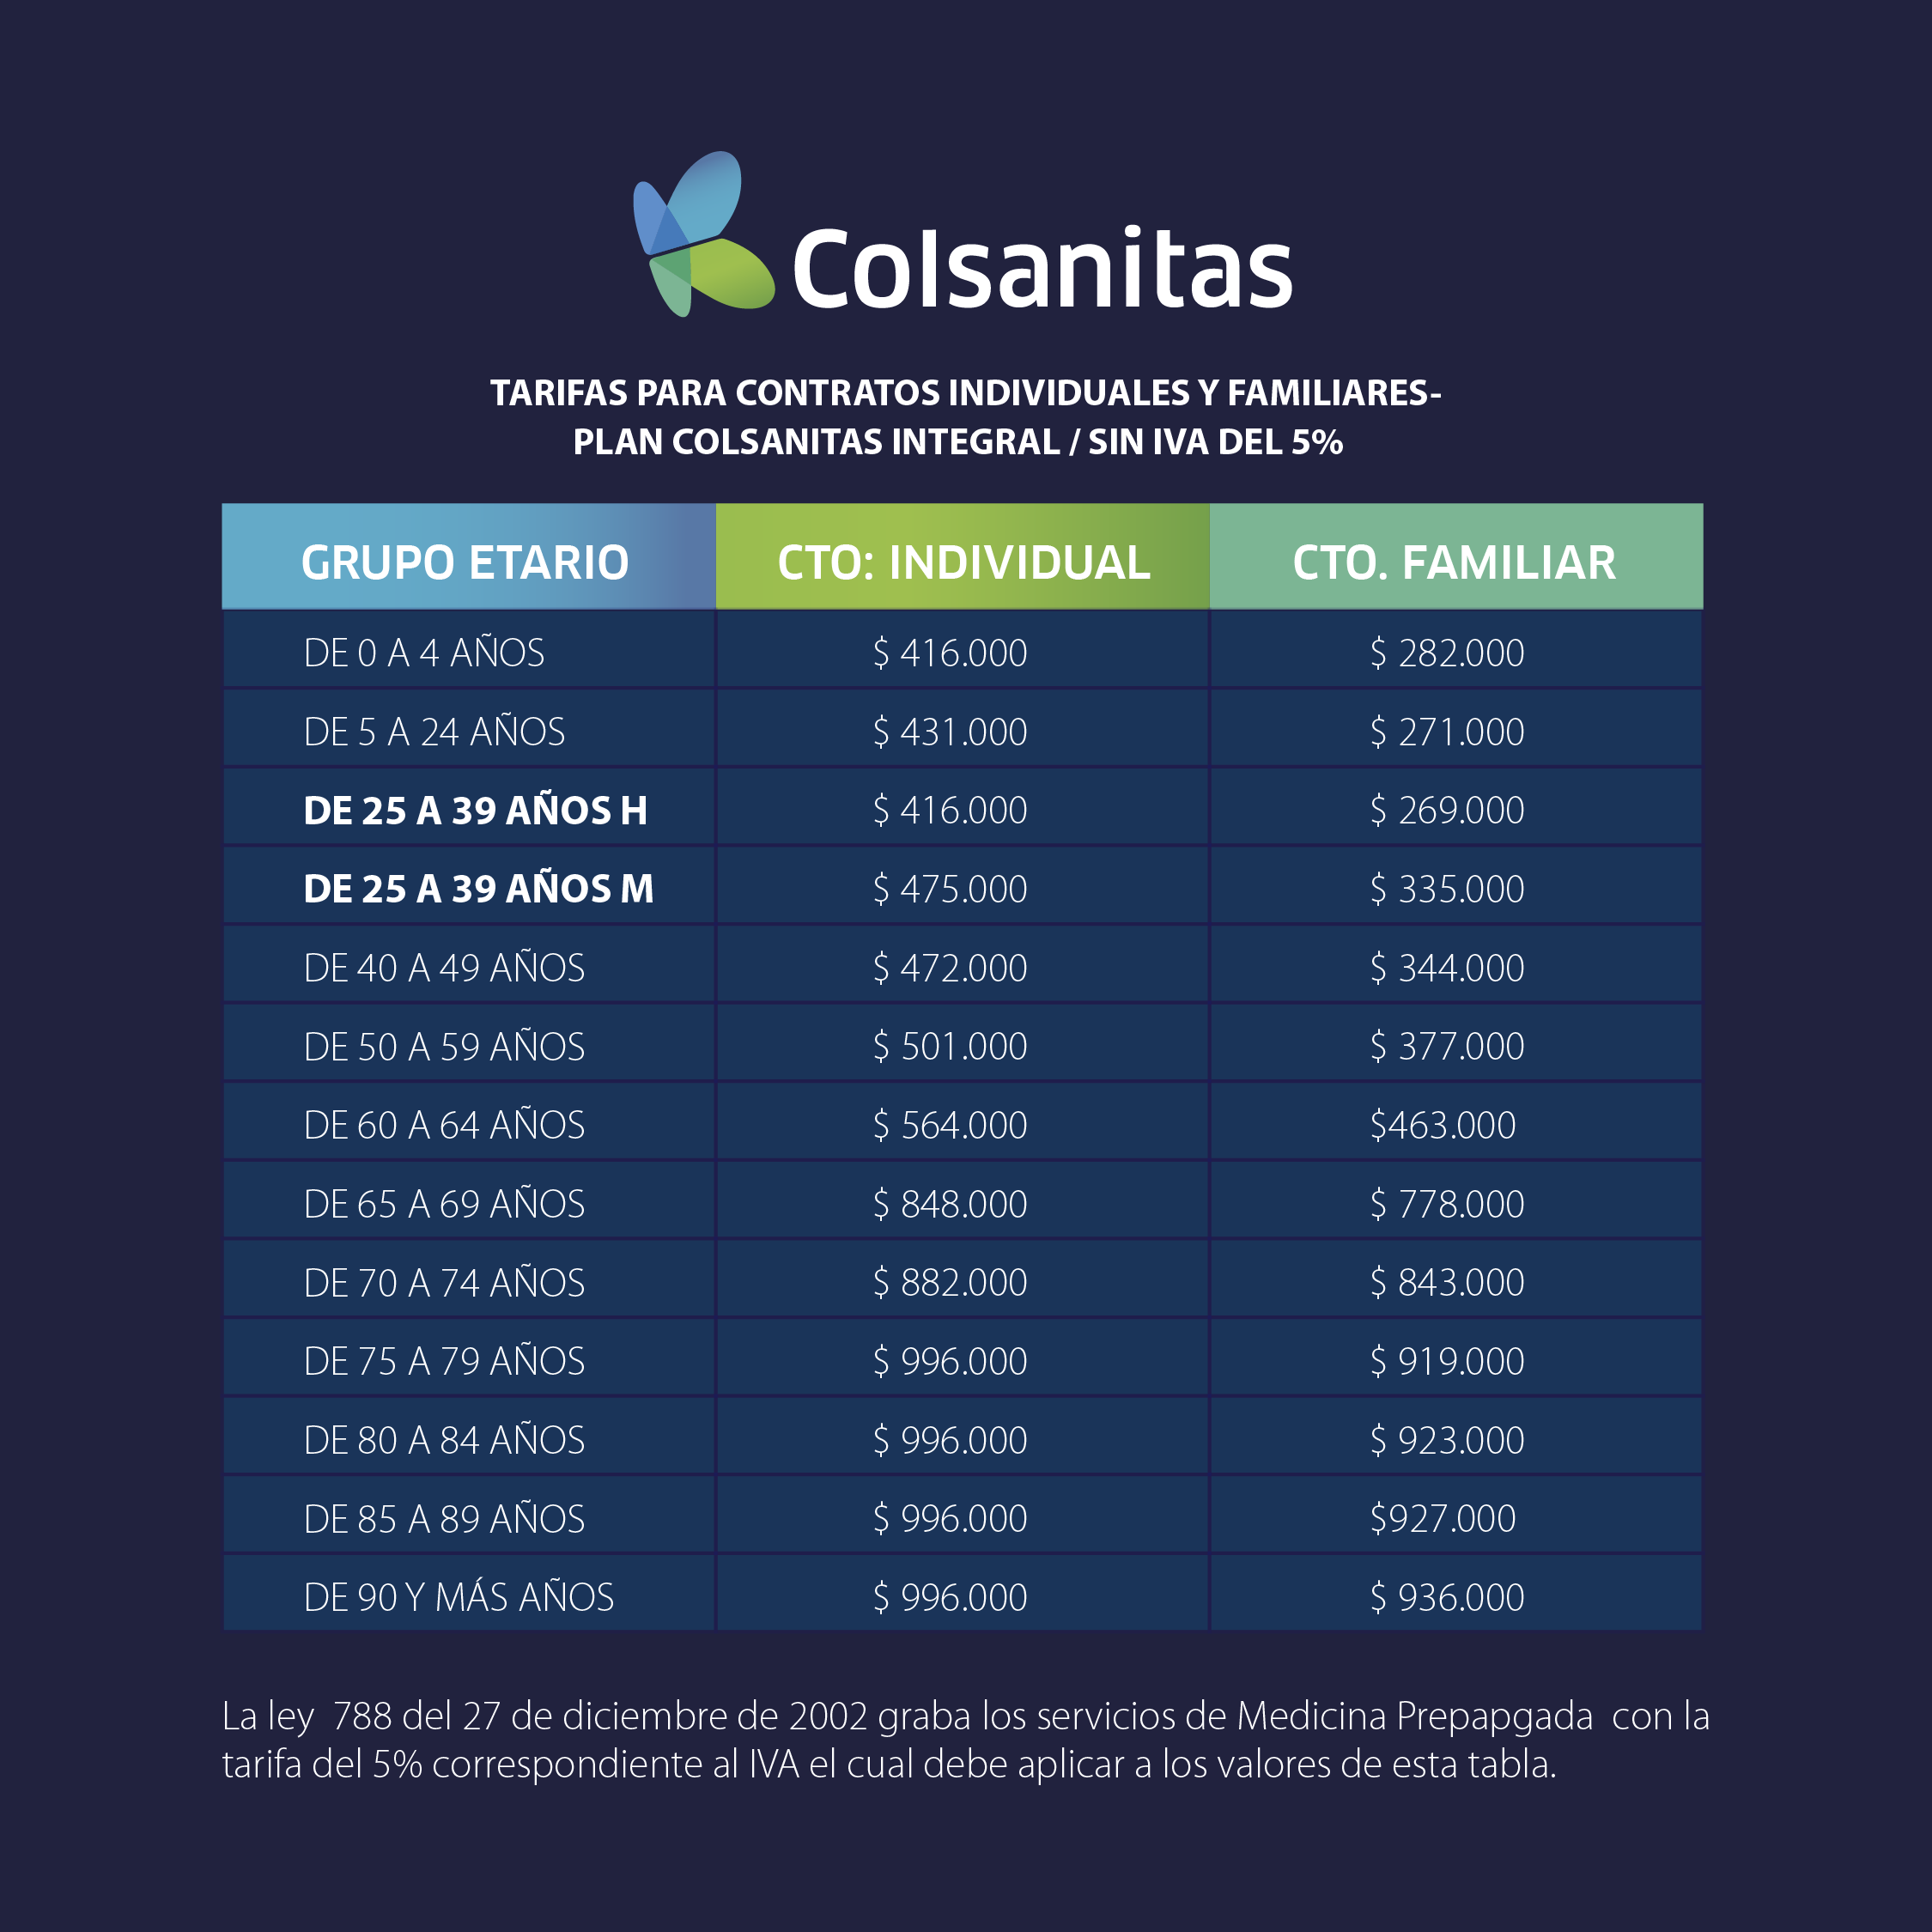 Colsanitas
TARIFAS PARA CONTRATOS INDIVIDUALES Y FAMILIARES-
PLAN COLSANITAS INTEGRAL / SIN IVA DEL 5%
GRUPO ETARIO CTO: INDIVIDUAL CTO. FAMILIAR
DE 0 A 4 AÑOS $ 416.000 $ 282.000
DE 5 A 24 AÑOS $ 431.000 $ 271.000
DE 25 A 39 AÑOS H $ 416.000 $ 269.000
DE 25 A 39 AÑOS M $ 475.000 $ 335.000
DE 40 A 49 AÑOS $ 472.000 $ 344.000
DE 50 A 59 AÑOS $ 501.000 $ 377.000
DE 60 A 64 AÑOS $ 564.000 $463.000
DE 65 A 69 AÑOS $ 848.000 $ 778.000
DE 70 A 74 AÑOS $ 882.000 $ 843.000
DE 75 A 79 AÑOS $ 996.000 $ 919.000
DE 80 A 84 AÑOS $ 996.000 $ 923.000
DE 85 A 89 AÑOS $ 996.000 $927.000
DE 90 Y MÁS AÑOS $ 996.000 $ 936.000
La ley 788 del 27 de diciembre de 2002 graba los servicios de Medicina Prepapgada con la
tarifa del 5% correspondiente al IVA el cual debe aplicar a los valores de esta tabla.